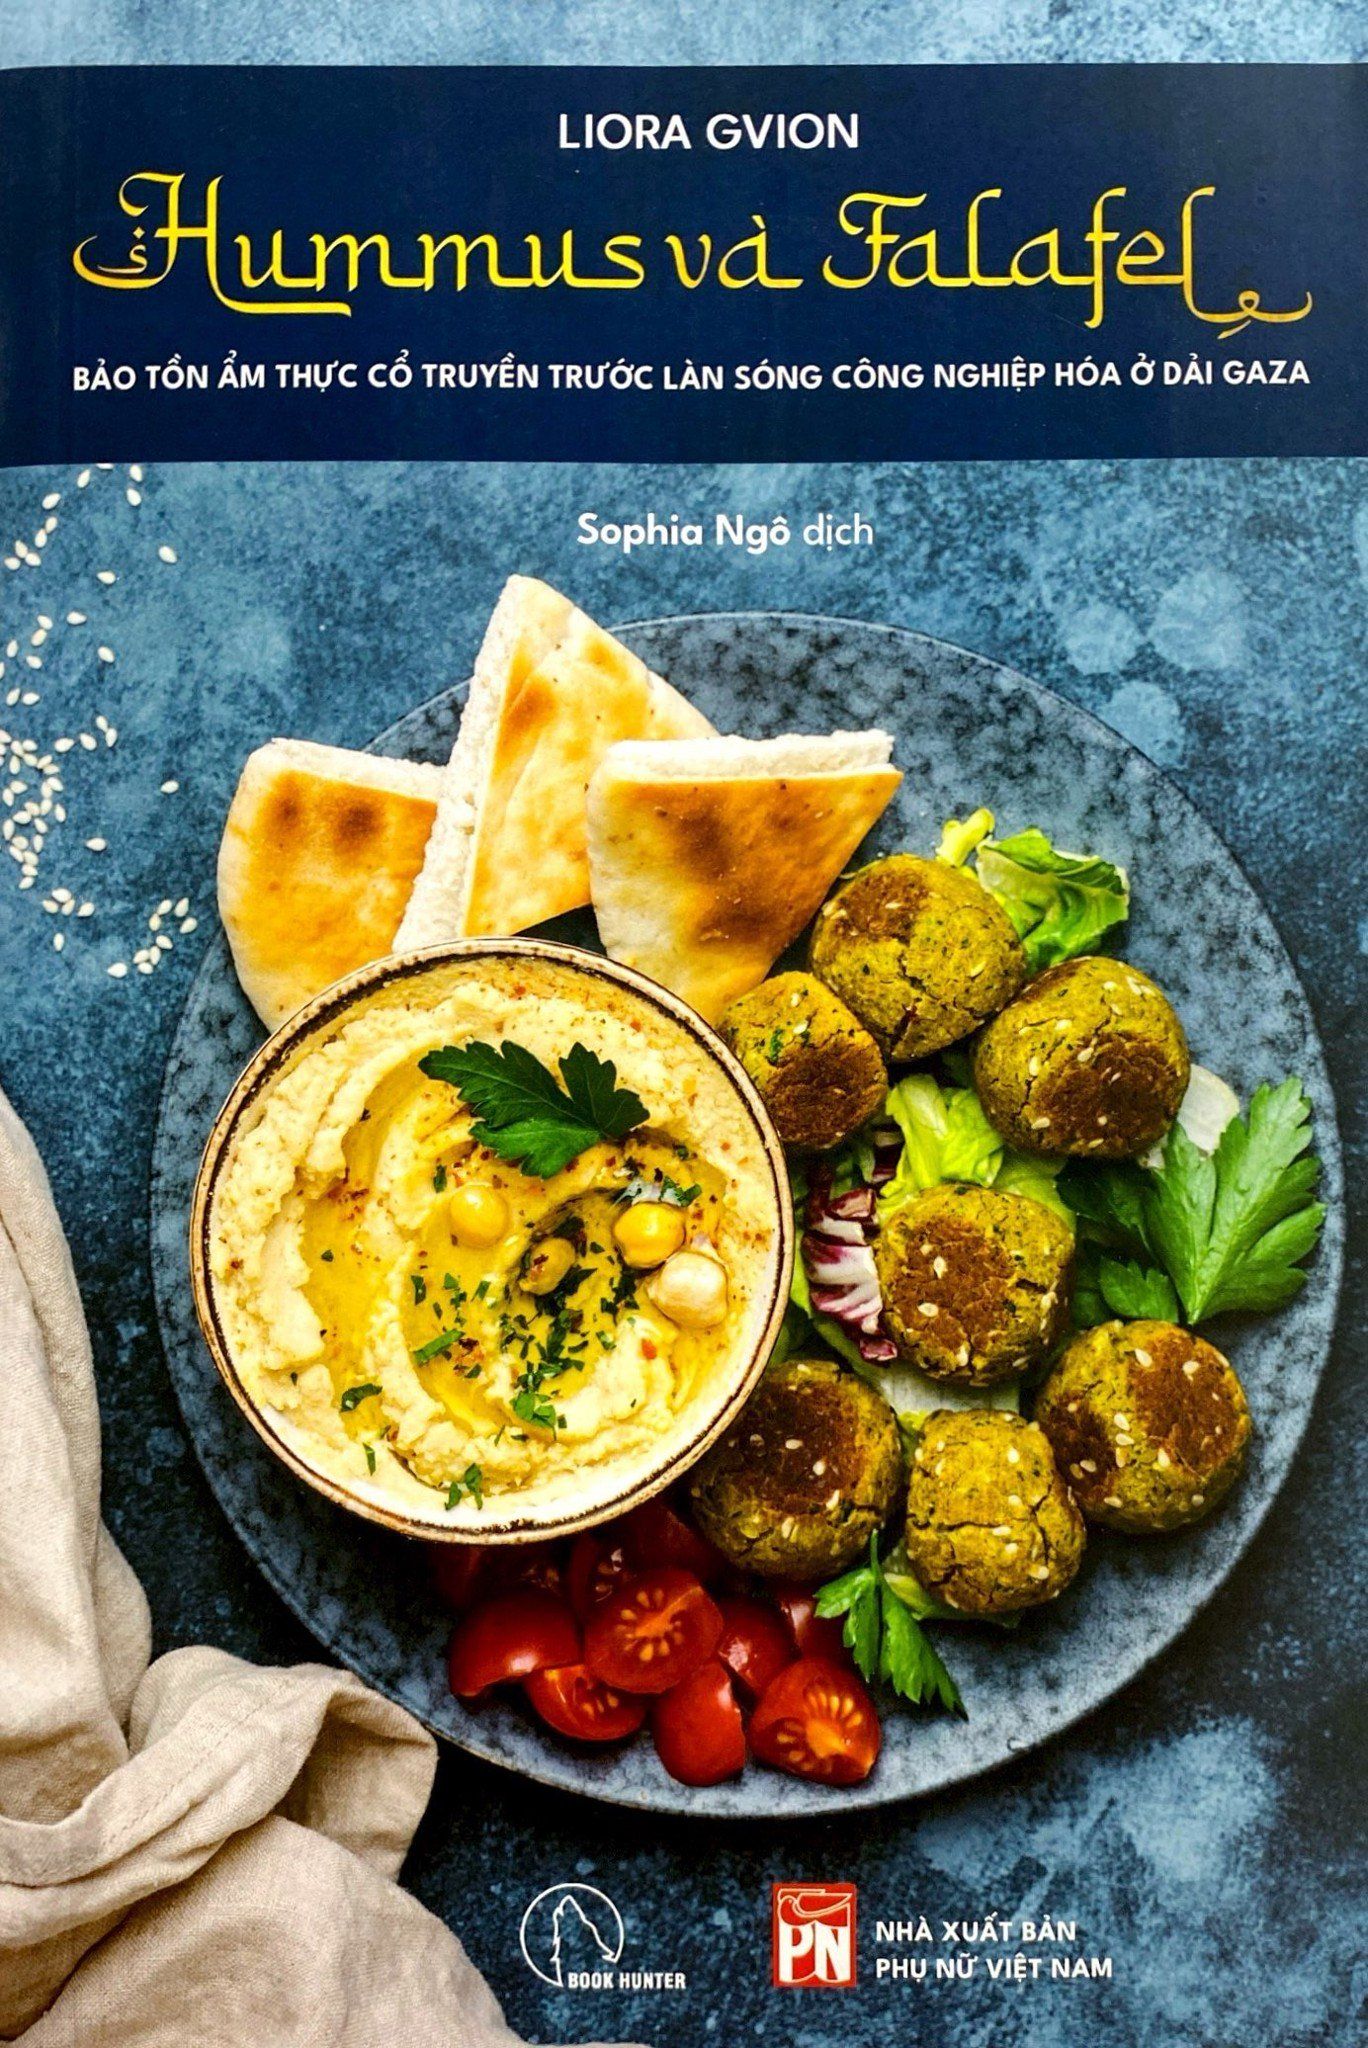 LIORA GVION
Hummus và Falafel
BẢO TỒN ẨM THỰC CỔ TRUYỀN TRƯỚC LÀN SÓNG CÔNG NGHIỆP HÓA Ở DẢI GAZA
Sophia Ngô dịch
BOOK HUNTER
PN
NHÀ XUẤT BẢN
PHỤ NỮ VIỆT NAM